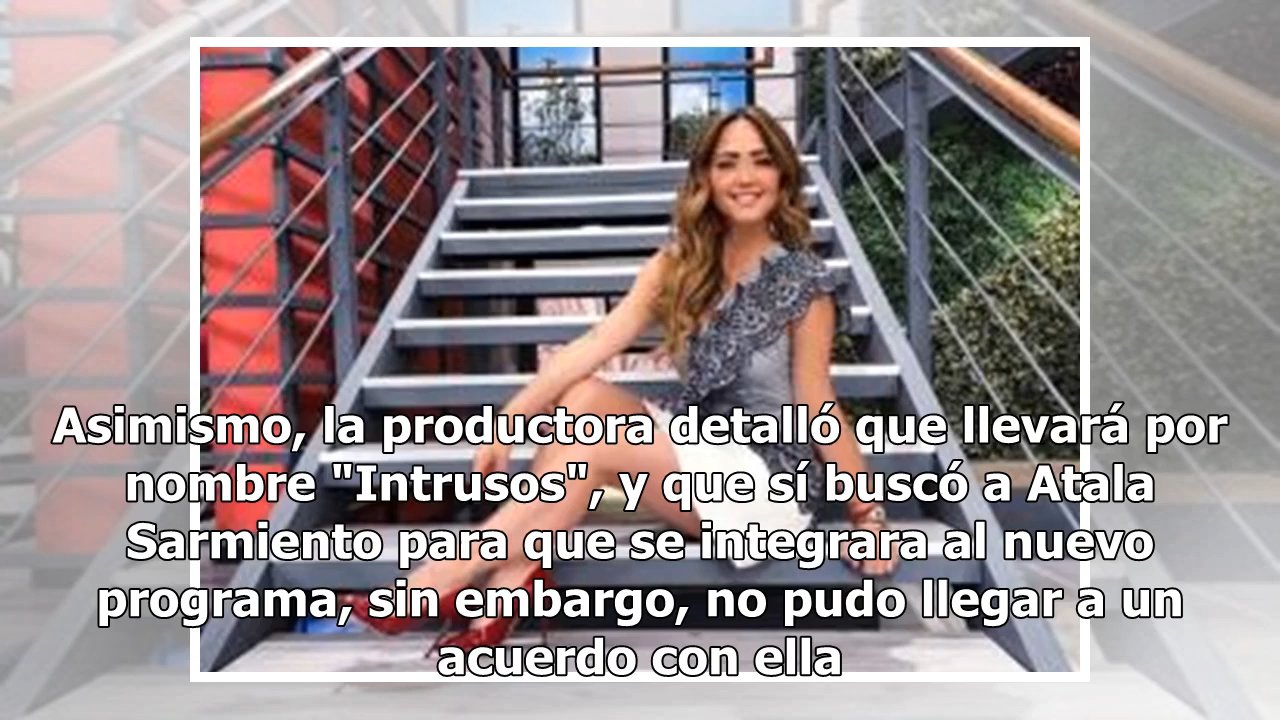 Asimismo, la productora detalló que llevará por
nombre "Intrusos", y que sí buscó a Atala
Sarmiento para que se integrara al nuevo
programa, sin embargo, no pudo llegar a un
acuerdo con ella